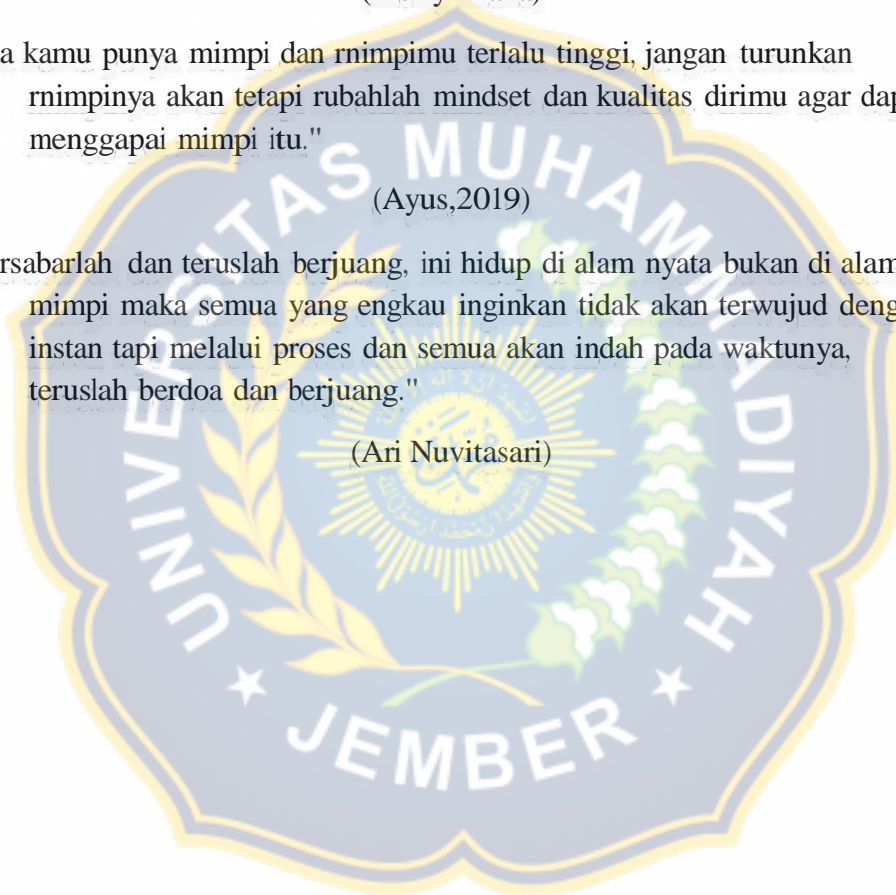 a kamu punya mimpi dan rnimpimu terlalu tinggi, jangan turunkan
rnimpinya akan tetapi rubahlah mindset dan kualitas dirimu agar dap
menggapai mimpi itu."
(Ayus,2019)
rsabarlah dan teruslah berjuang, ini hidup di alam nyata bukan di alam
mimpi maka semua yang engkau inginkan tidak akan terwujud deng
instan tapi melalui proses dan semua akan indah pada waktunya,
teruslah berdoa dan berjuang."
(Ari Nuvitasari)
UNIVERSITAS MUHAMMADIYAH
JEMBER